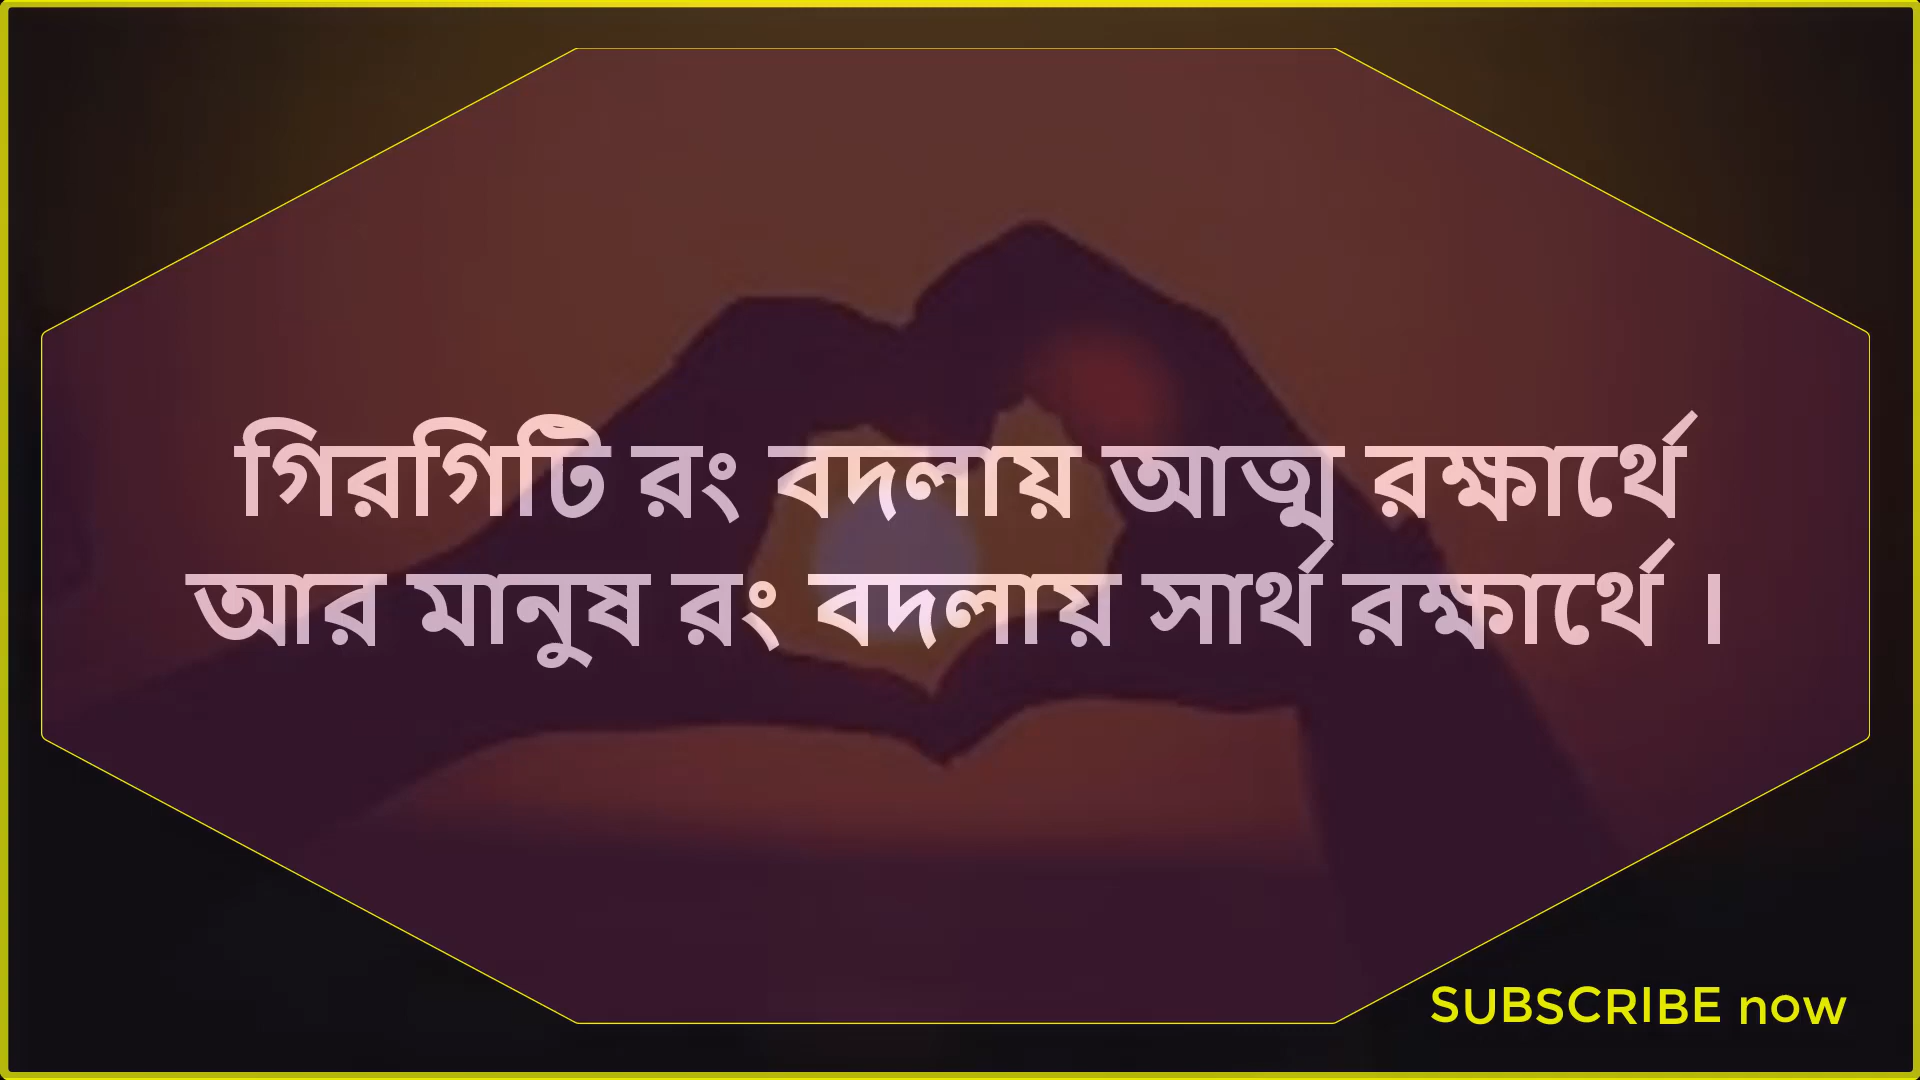 গিরগিটি রং বদলায় আত্ম রক্ষার্থে
আর মানুষ রং বদলায় সার্থ রক্ষার্থে ।
SUBSCRIBE now